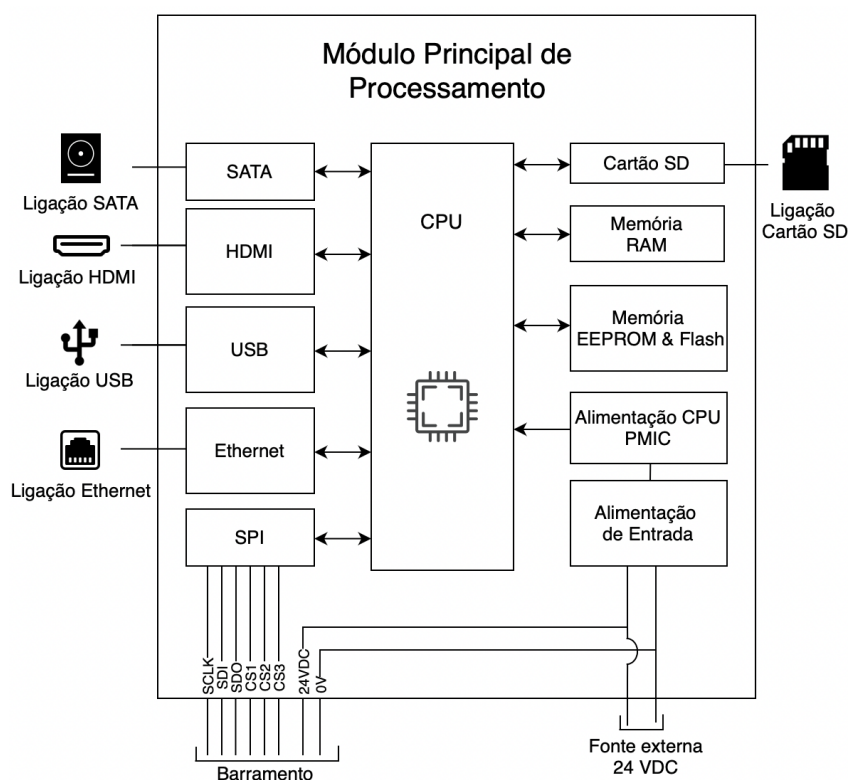 Módulo Principal de
Processamento
SATA
Ligação SATA
HDMI
Ligação HDMI
USB
Ligação USB
Ethernet
Ligação Ethernet
SPI
CPU
Cartão SD
Ligação
Cartão SD
Memória
RAM
Memória
EEPROM & Flash
Alimentação CPU
PMIC
Alimentação
de Entrada
SCLK
SDI
SDO
CS1
CS2
CS3
24VDC
0V
Barramento
Fonte externa
24 VDC